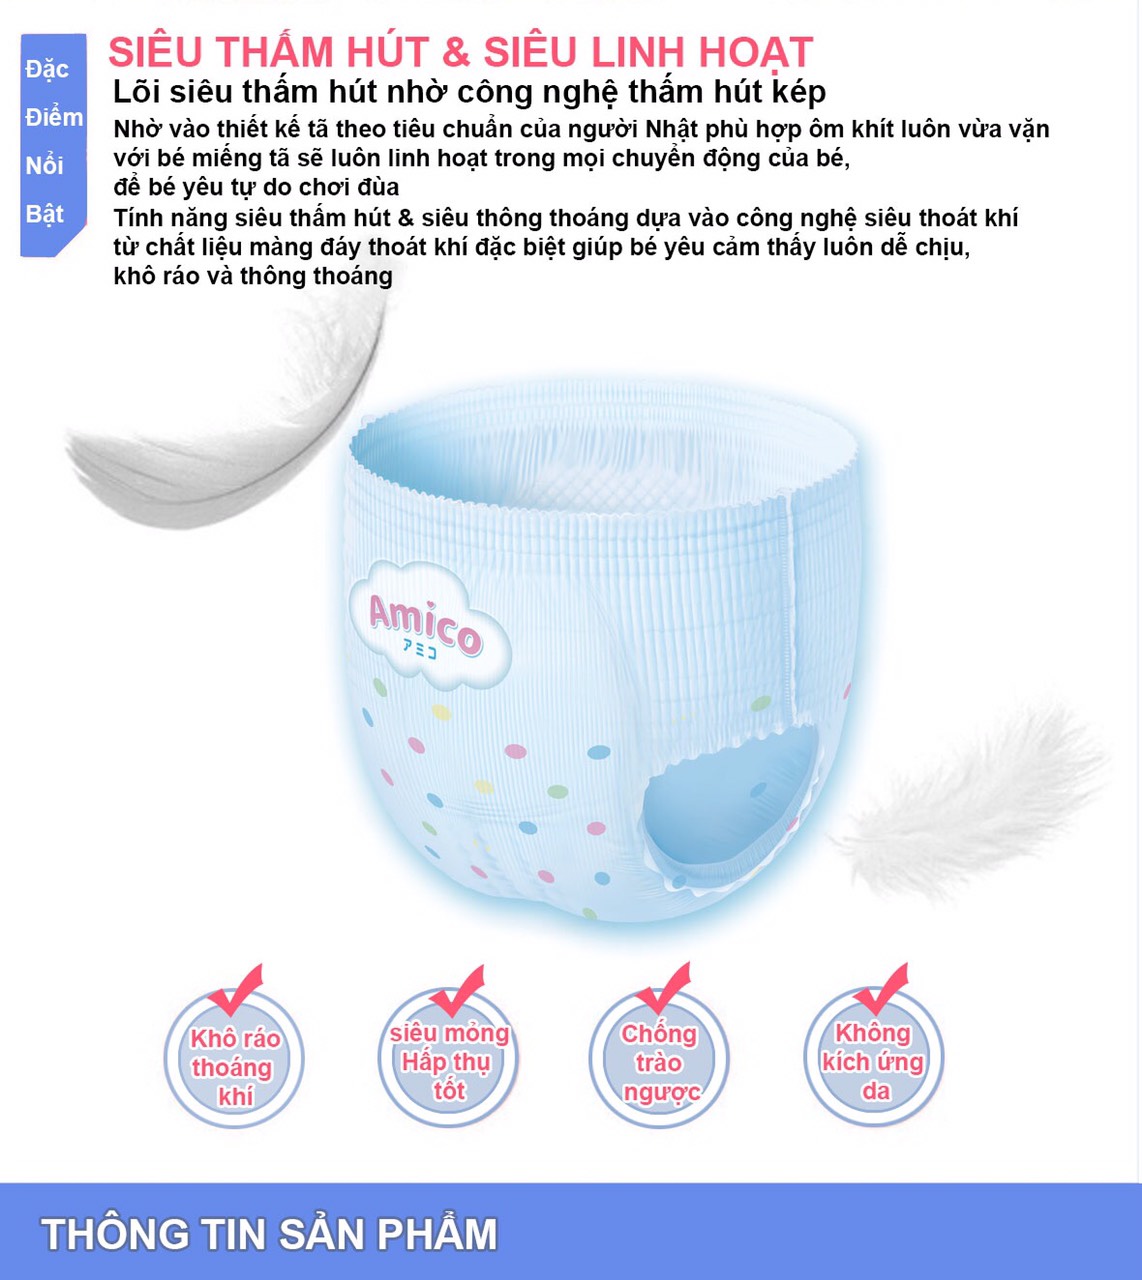 Đặc
Điểm
Nổi
Bật
SIÊU THẤM HÚT & SIÊU LINH HOẠT
Lõi siêu thấm hút nhờ công nghệ thấm hút kép
Nhờ vào thiết kế tã theo tiêu chuẩn của người Nhật phù hợp ôm khít luôn vừa vặn
với bé miếng tã sẽ luôn linh hoạt trong mọi chuyển động của bé,
để bé yêu tự do chơi đùa
Tính năng siêu thấm hút & siêu thông thoáng dựa vào công nghệ siêu thoát khí
từ chất liệu màng đáy thoát khí đặc biệt giúp bé yêu cảm thấy luôn dễ chịu,
khô ráo và thông thoáng
Amico
アミコ
Khô ráo
thoáng
khí
siêu mỏng
Hấp thụ
tốt
Chống
trào
ngược
Không
kích ứng
da
THÔNG TIN SẢN PHẨM